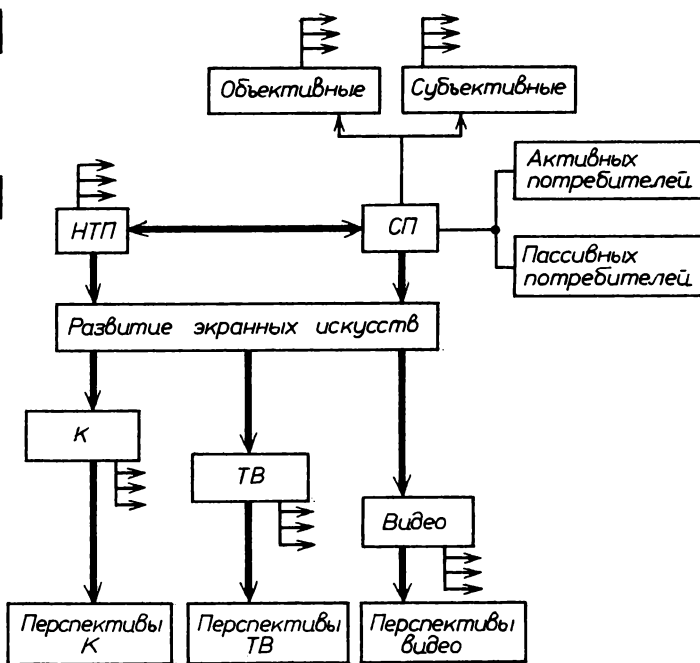 Объективные
Субъективные
Активных
потребителей
НТП
СП
Пассивных
потребителей
Развитие экранных искусств
К
ТВ
Видео
Перспективы
К
Перспективы
ТВ
Перспективы
видео